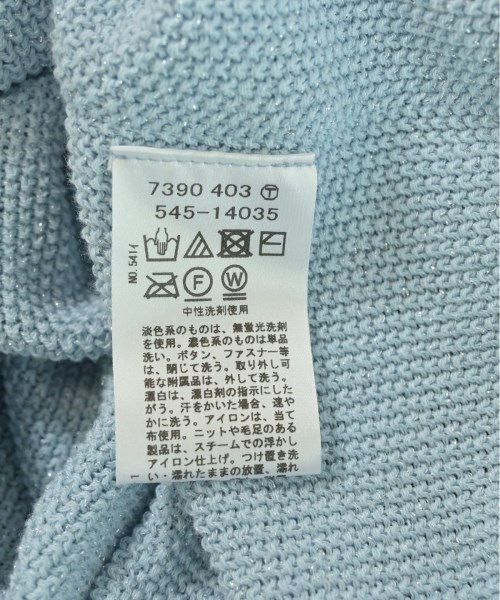 7390 403 Ⓣ
545-14035
NO.541イ
F W
中性洗剤使用
淡色系のものは、無蛍光洗剤
を使用。濃色系のものは単品
洗い。ボタン、ファスナー等
は、閉じて洗う。取り外し可
能な附属品は、外して洗う。
漂白は、漂白剤の指示にした
がう。汗をかいた場合、速や
かに洗う。アイロンは、当て
布使用。ニットや毛足のある
製品は、スチームでの浮かし
アイロン仕上げ。つけ置き洗
い・濡れたままの放置、濡れ
1